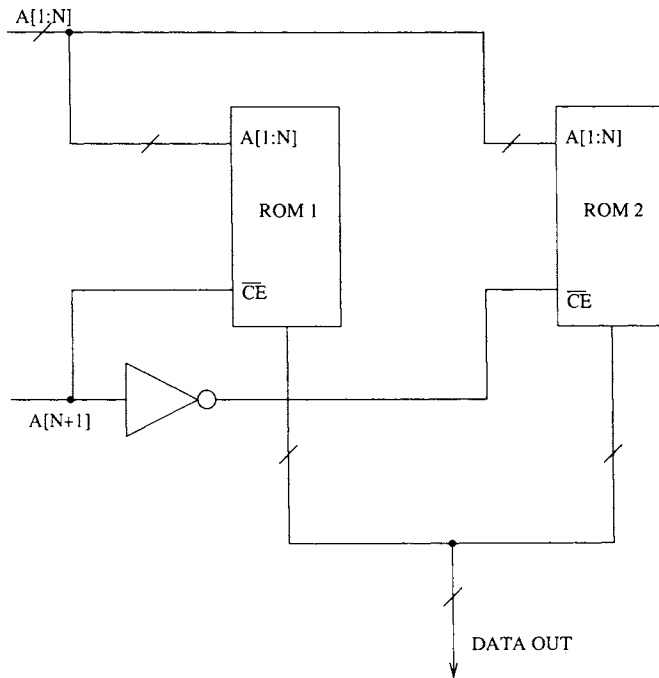 A[1:N]
A[1:N]
A[1:N]
ROM 1
ROM 2
CE
CE
A[N+1]
DATA OUT